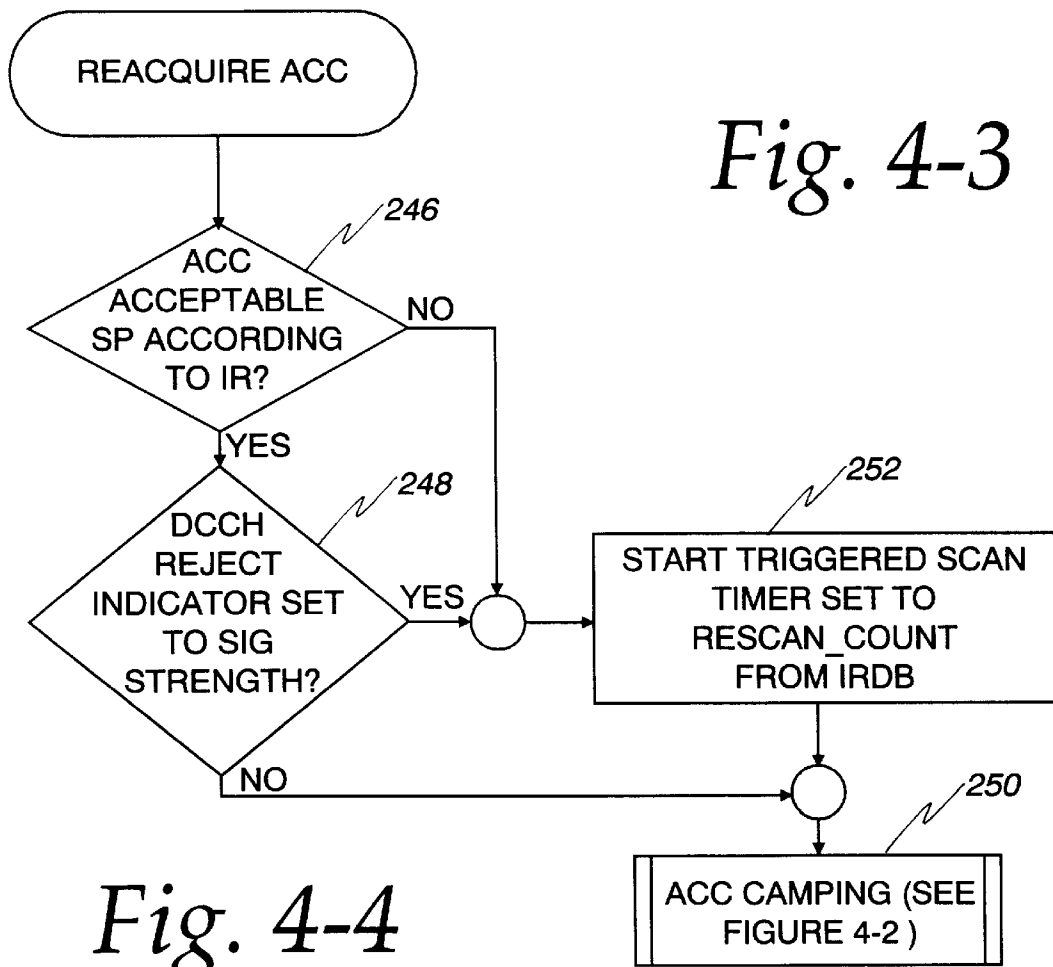 REACQUIRE ACC
Fig. 4-3
246
ACC
ACCEPTABLE
SP ACCORDING
TO IR?
NO
YES
248
DCCH
REJECT
INDICATOR SET
TO SIG
STRENGTH?
YES
252
START TRIGGERED SCAN
TIMER SET TO
RESCAN_COUNT
FROM IRDB
NO
250
ACC CAMPING (SEE
FIGURE 4-2 )
Fig. 4-4